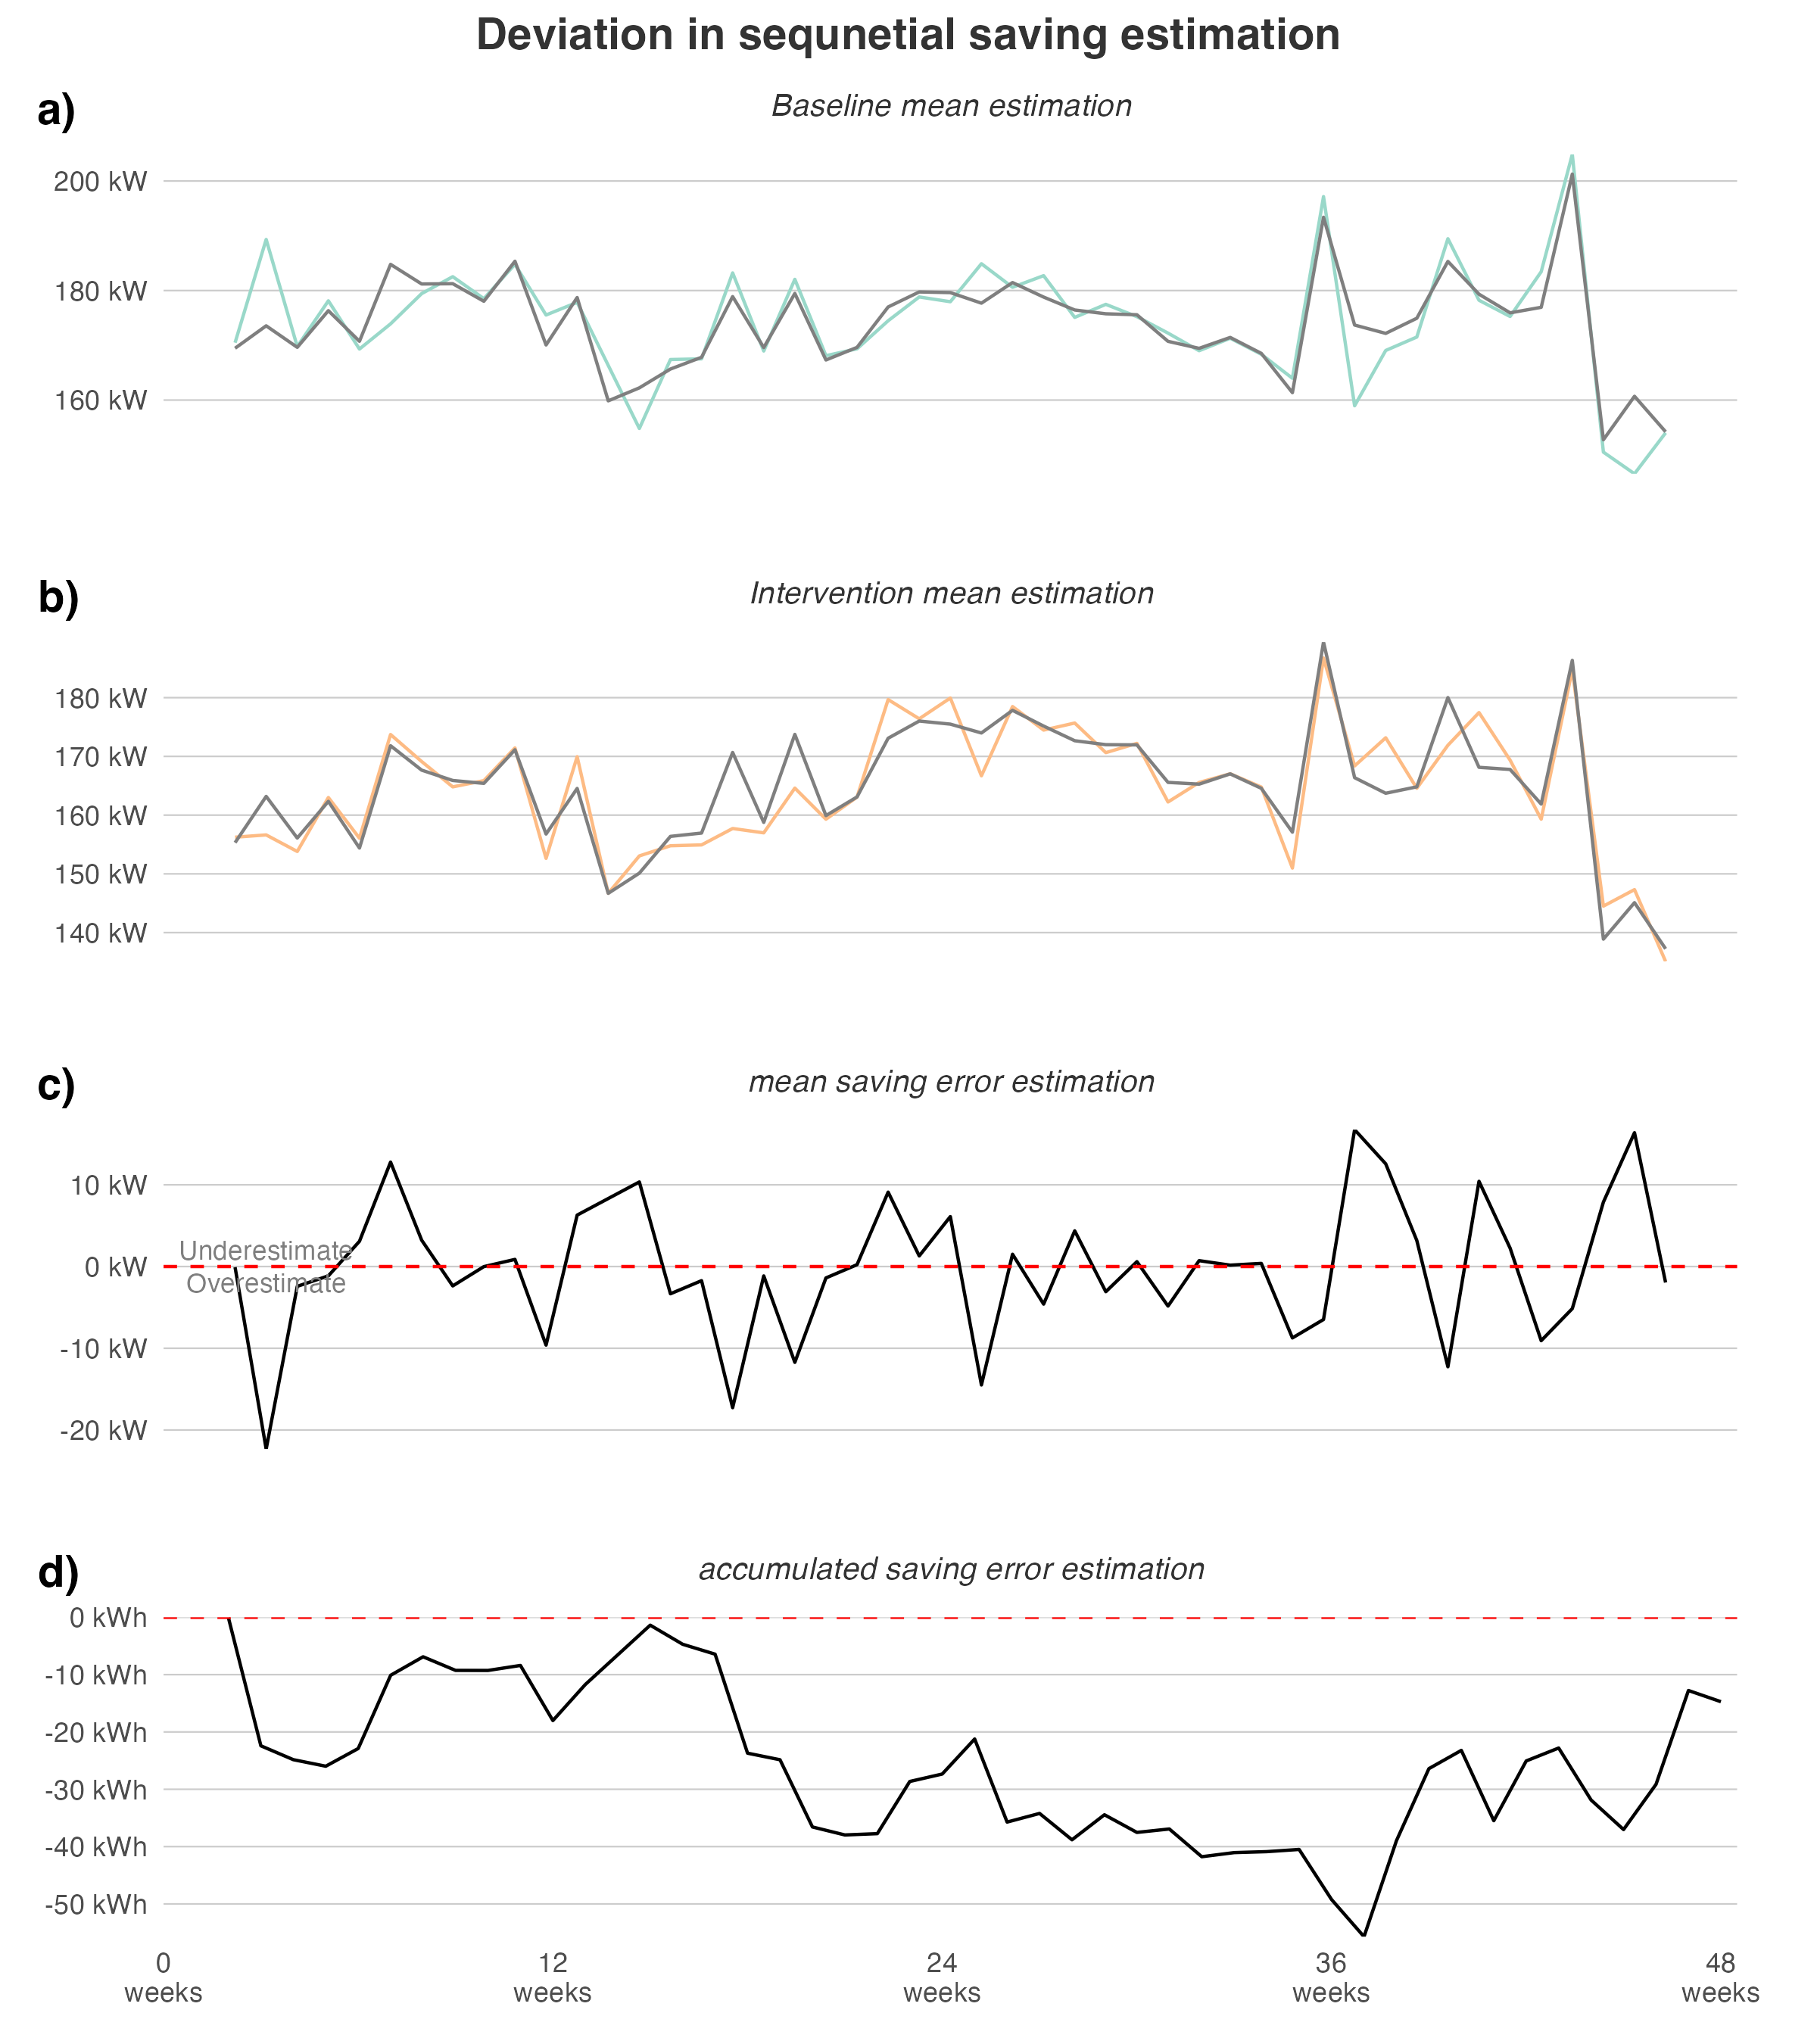 Deviation in sequnetial saving estimation
a)
Baseline mean estimation
200 kW
180 kW
160 kW
b)
Intervention mean estimation
180 kW
170 kW
160 kW
150 kW
140 kW
c)
mean saving error estimation
10 kW
Underestimate
0 kW
Overestimate
-10 kW
-20 kW
d)
accumulated saving error estimation
0 kWh
-10 kWh
-20 kWh
-30 kWh
-40 kWh
-50 kWh
0 12 24 36 48
weeks weeks weeks weeks weeks